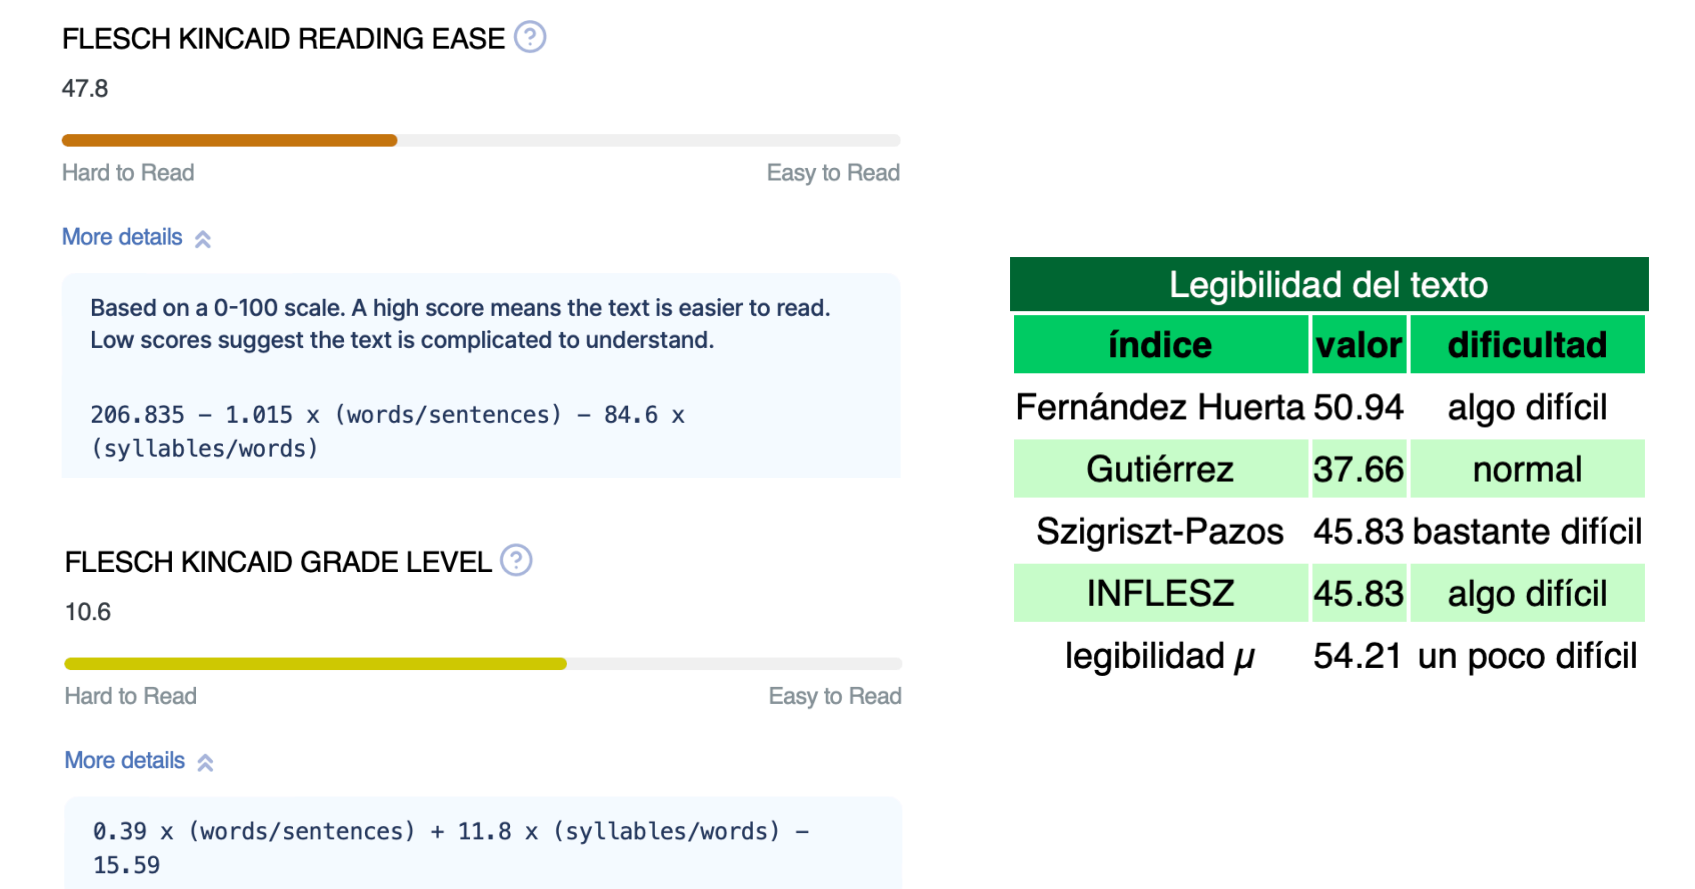 FLESCH KINCAID READING EASE ?
47.8
Hard to Read Easy to Read
More details
Based on a 0-100 scale. A high score means the text is easier to read.
Low scores suggest the text is complicated to understand.
206.835 – 1.015 x (words/sentences) – 84.6 x
(syllables/words)
FLESCH KINCAID GRADE LEVEL ?
10.6
Hard to Read Easy to Read
More details
0.39 x (words/sentences) + 11.8 x (syllables/words) –
15.59
Legibilidad del texto
índice valor dificultad
Fernández Huerta 50.94 algo difícil
Gutiérrez 37.66 normal
Szigriszt-Pazos 45.83 bastante difícil
INFLESZ 45.83 algo difícil
legibilidad µ 54.21 un poco difícil